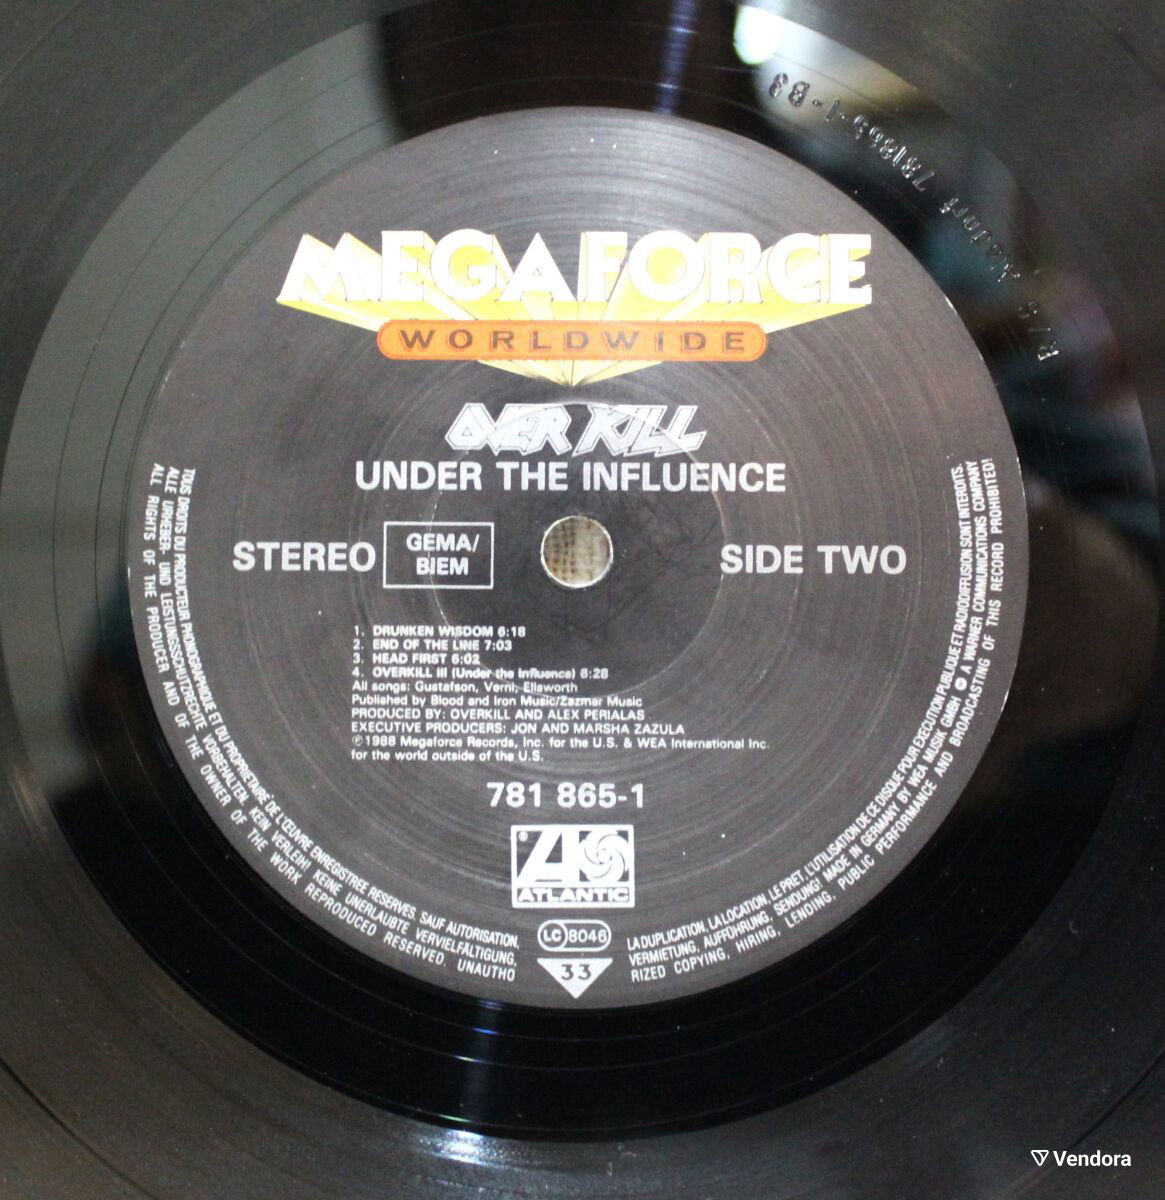 MEGAFORCE
WORLDWIDE
OVERKILL
UNDER THE INFLUENCE
STEREO
GEMA/
BIEM
SIDE TWO
1. DRUNKEN WISDOM 6:18
2. END OF THE LINE 7:03
3. HEAD FIRST 6:02
4. OVERKILL III (Under the Influence) 6:28
All songs: Gustafson, Verni, Ellsworth
Published by Blood and Iron Music/Zazmar Music
PRODUCED BY: OVERKILL AND ALEX PERIALAS
EXECUTIVE PRODUCERS: JON AND MARSHA ZAZULA
℗1988 Megaforce Records, Inc. for the U.S. & WEA International Inc.
for the world outside of the U.S.
781 865-1
® ATLANTIC
LC 8046
33
TOUS DROITS DU PRODUCTEUR PHONOGRAPHIQUE ET DU PROPRIETAIRE DE L'ŒUVRE ENREGISTREE RESERVES. SAUF AUTORISATION, LA DUPLICATION, LA LOCATION, LE PRET, L'UTILISATION DE CE DISQUE POUR EXECUTION PUBLIQUE ET RADIODIFFUSION SONT INTERDITS.
ALLE URHEBER- UND LEISTUNGSSCHUTZRECHTE VORBEHALTEN. KEIN VERLEIH! KEINE UNERLAUBTE VERVIELFÄLTIGUNG, VERMIETUNG, AUFFÜHRUNG, SENDUNG! MADE IN GERMANY BY WEA MUSIK GMBH A WARNER COMMUNICATIONS COMPANY
ALL RIGHTS OF THE PRODUCER AND OF THE OWNER OF THE WORK REPRODUCED RESERVED. UNAUTHORIZED COPYING, HIRING, LENDING, PUBLIC PERFORMANCE AND BROADCASTING OF THIS RECORD PROHIBITED!
R/S Alsdorf 781865-1-B3
Vendora